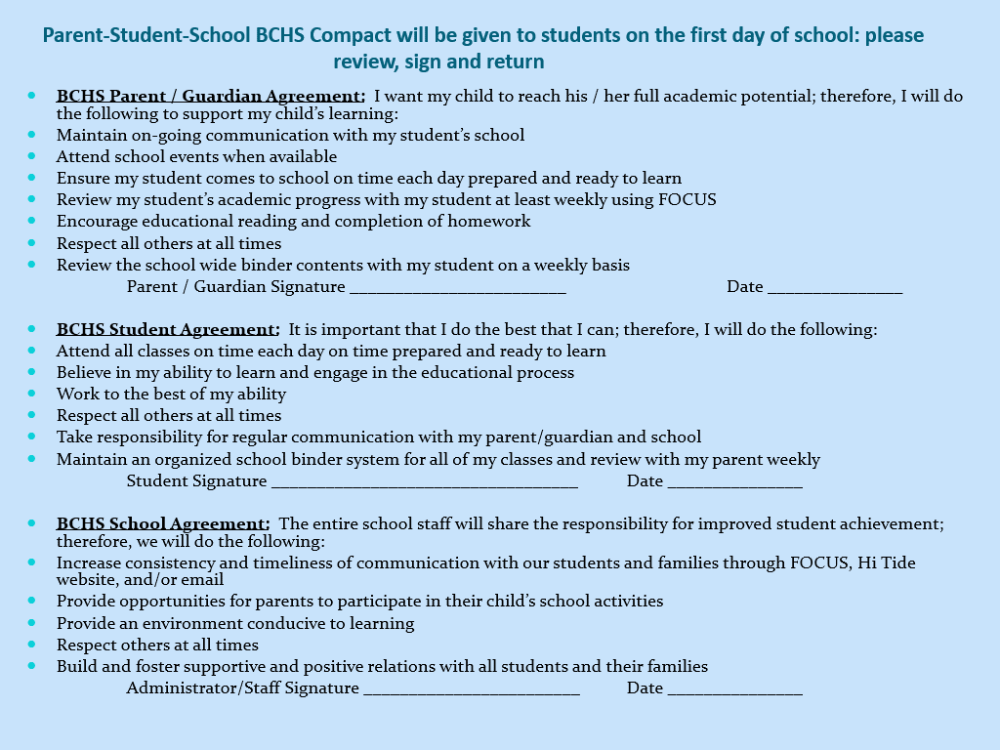 Parent-Student-School BCHS Compact will be given to students on the first day of school: please
review, sign and return
• BCHS Parent / Guardian Agreement:  I want my child to reach his / her full academic potential; therefore, I will do
the following to support my child’s learning:
• Maintain on-going communication with my student’s school
• Attend school events when available
• Ensure my student comes to school on time each day prepared and ready to learn
• Review my student’s academic progress with my student at least weekly using FOCUS
• Encourage educational reading and completion of homework
• Respect all others at all times
• Review the school wide binder contents with my student on a weekly basis
Parent / Guardian Signature ________________________ Date _______________
• BCHS Student Agreement:  It is important that I do the best that I can; therefore, I will do the following:
• Attend all classes on time each day on time prepared and ready to learn
• Believe in my ability to learn and engage in the educational process
• Work to the best of my ability
• Respect all others at all times
• Take responsibility for regular communication with my parent/guardian and school
• Maintain an organized school binder system for all of my classes and review with my parent weekly
Student Signature __________________________________ Date _______________
• BCHS School Agreement:  The entire school staff will share the responsibility for improved student achievement;
therefore, we will do the following:
• Increase consistency and timeliness of communication with our students and families through FOCUS, Hi Tide
website, and/or email
• Provide opportunities for parents to participate in their child’s school activities
• Provide an environment conducive to learning
• Respect others at all times
• Build and foster supportive and positive relations with all students and their families
Administrator/Staff Signature ________________________ Date _______________